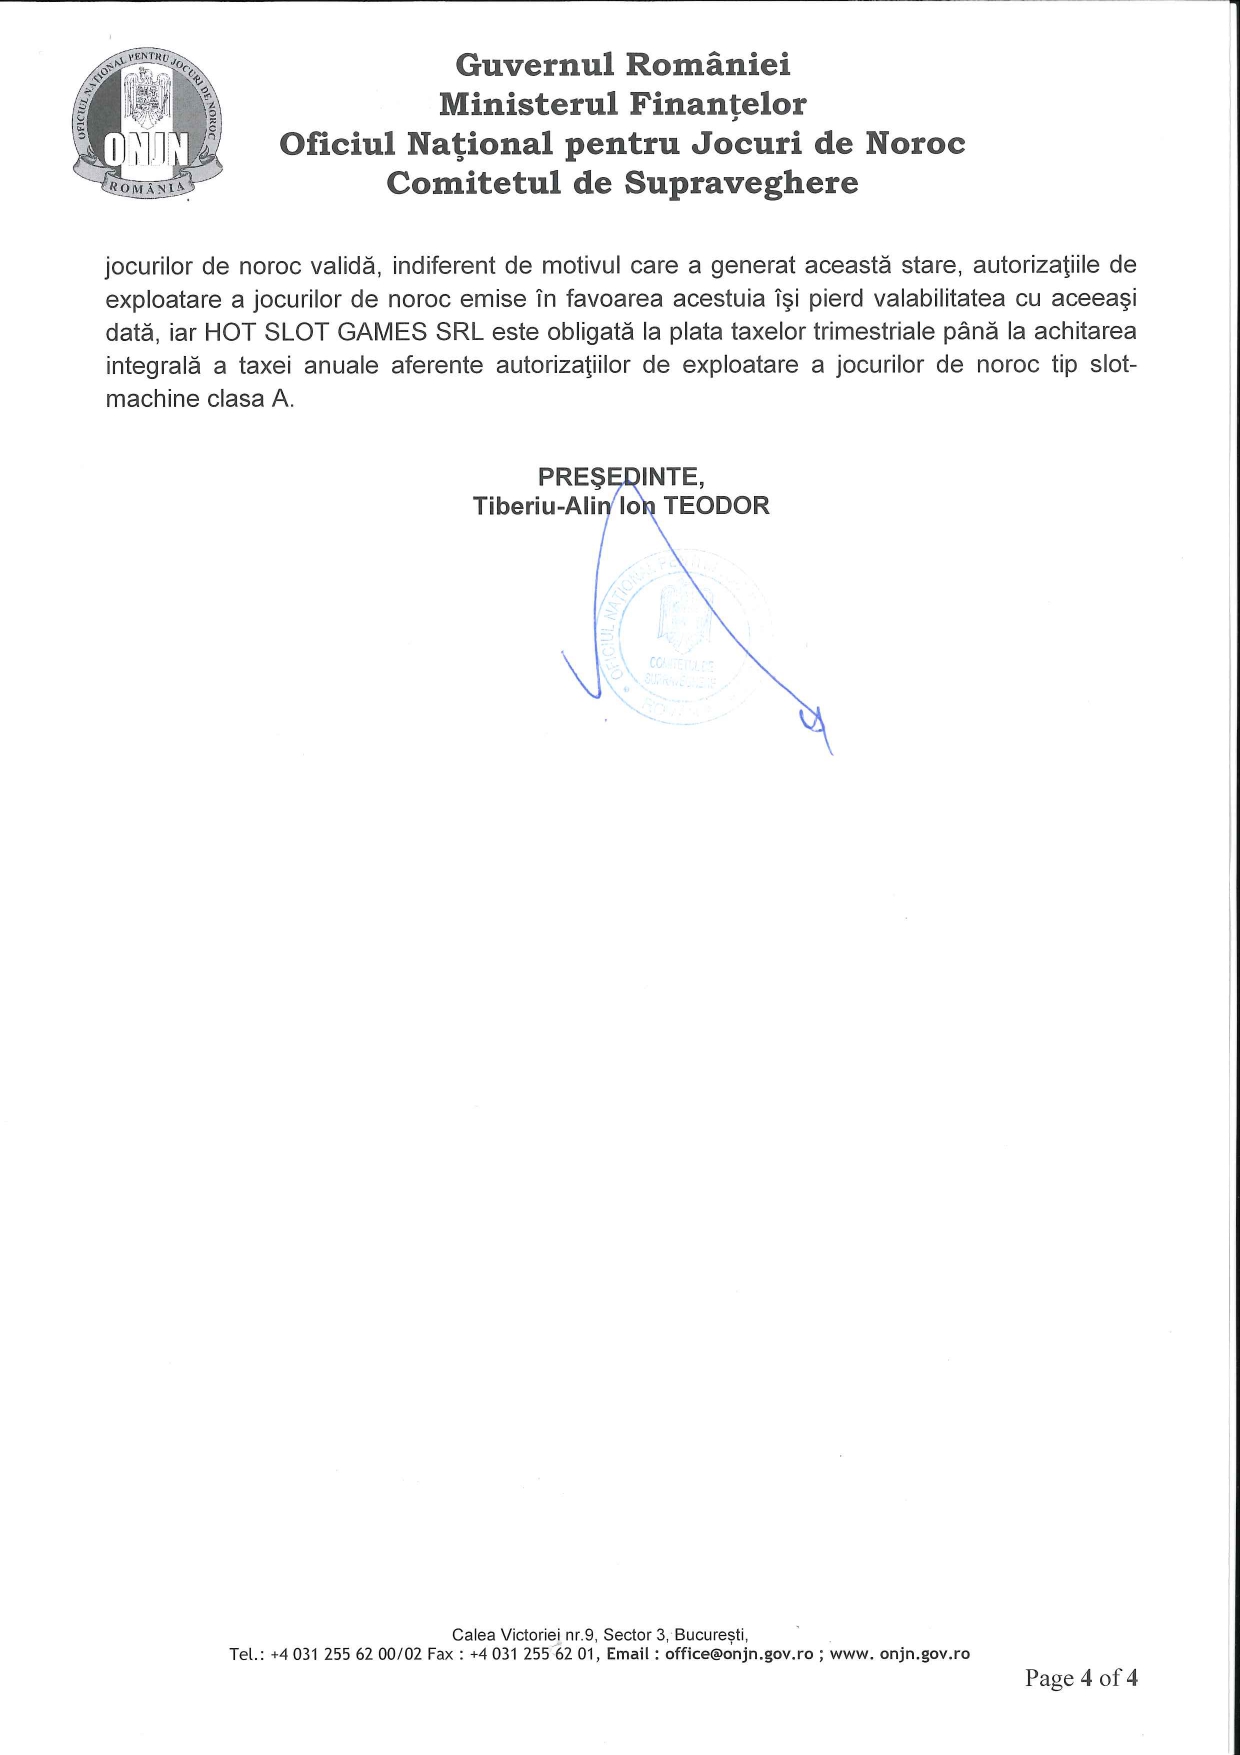 OFICIUL NAȚIONAL PENTRU JOCURI DE NOROC
ONJN
ROMÂNIA
Guvernul României
Ministerul Finanțelor
Oficiul Naţional pentru Jocuri de Noroc
Comitetul de Supraveghere
jocurilor de noroc validă, indiferent de motivul care a generat această stare, autorizaţiile de
exploatare a jocurilor de noroc emise în favoarea acestuia îşi pierd valabilitatea cu aceeaşi
dată, iar HOT SLOT GAMES SRL este obligată la plata taxelor trimestriale până la achitarea
integrală a taxei anuale aferente autorizaţiilor de exploatare a jocurilor de noroc tip slot-
machine clasa A.
PREŞEDINTE,
Tiberiu-Alin Ion TEODOR
OFICIUL NAŢIONAL
COMITETUL DE
SUPRAVEGHERE
Calea Victoriei nr.9, Sector 3, București,
Tel.: +4 031 255 62 00/02 Fax : +4 031 255 62 01, Email : office@onjn.gov.ro ; www. onjn.gov.ro
Page 4 of 4